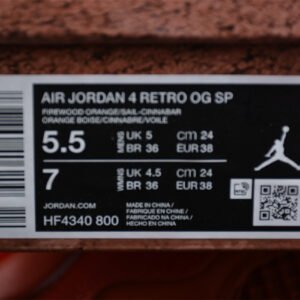 AIR JORDAN 4 RETRO OG SP
FIREWOOD ORANGE/SAIL-CINNABAR
ORANGE BOISE/CINNABRE/VOILE
5.5 MENS UK 5 cm 24
BR 36 EUR 38
7 WMNS UK 4.5 cm 24
BR 36 EUR 38
JORDAN.COM
HF4340 800
MADE IN CHINA /
FABRIQUE EN CHINE /
FABRICADO EN CHINA /
HECHO EN CHINA